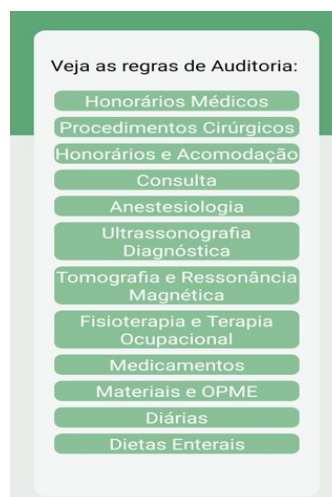 Veja as regras de Auditoria:
Honorários Médicos
Procedimentos Cirúrgicos
Honorários e Acomodação
Consulta
Anestesiologia
Ultrassonografia
Diagnóstica
Tomografia e Ressonância
Magnética
Fisioterapia e Terapia
Ocupacional
Medicamentos
Materiais e OPME
Diárias
Dietas Enterais